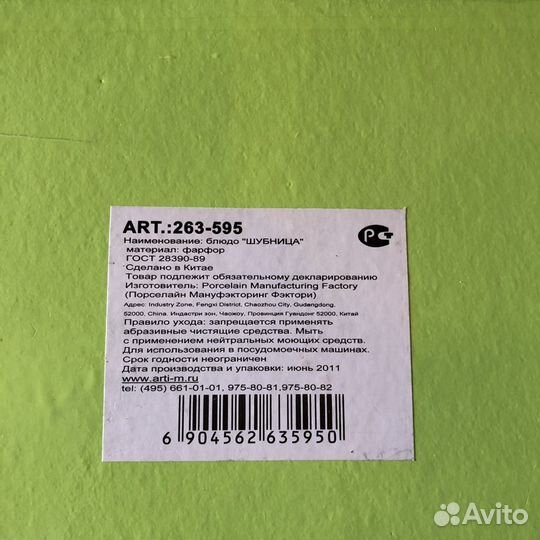 ART.:263-595
Наименование: блюдо "ШУБНИЦА"
материал: фарфор
ГОСТ 28390-89
Сделано в Китае
Товар подлежит обязательному декларированию
Изготовитель: Porcelain Manufacturing Factory
(Порселайн Мануфэкторинг Фэктори)
Адрес: Industry Zone, Fengxi District, Chaozhou City, Gudengdong,
52000, China. Индастри зон, Чаожоу, Провинция Гуандонг 52000, Китай
Правило ухода: запрещается применять
абразивные чистящие средства. Мыть
с применением нейтральных моющих средств.
Для использования в посудомоечных машинах.
Срок годности неограничен
Дата производства и упаковки: июнь 2011
www.arti-m.ru
tel: (495) 661-01-01, 975-80-81,975-80-82
6 904562 635950
РСТ
Avito